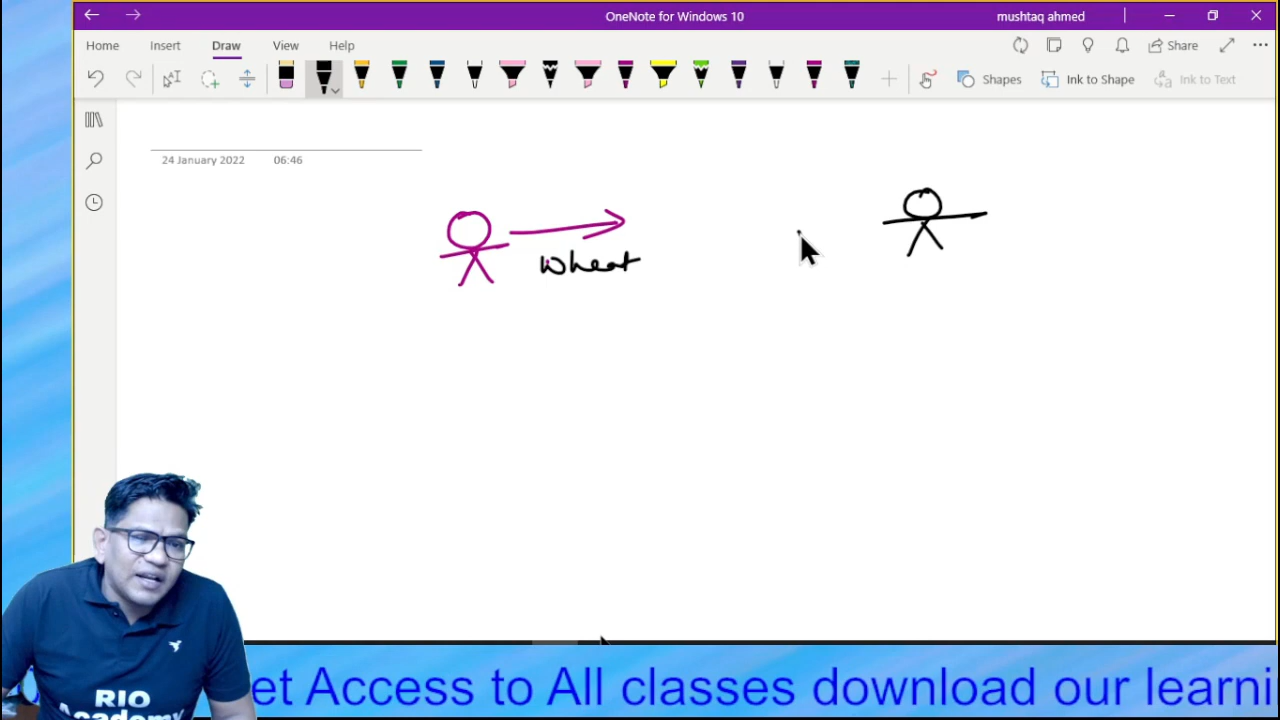 OneNote for Windows 10
mushtaq ahmed
Home Insert Draw View Help
Share
Shapes Ink to Shape Ink to Text
24 January 2022 06:46
wheat
RIO
Academy
et Access to All classes download our learni